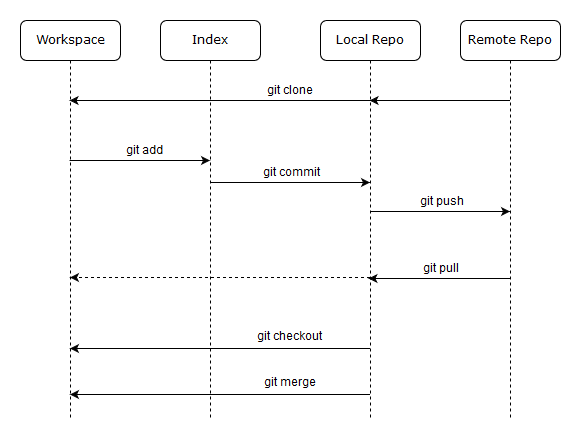 Workspace
Index
Local Repo
Remote Repo
git clone
git add
git commit
git push
git pull
git checkout
git merge